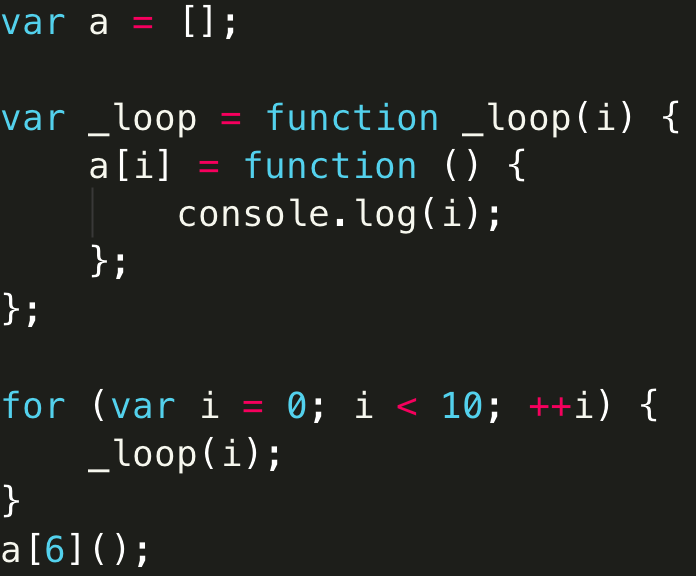 var a = [];
var _loop = function _loop(i) {
    a[i] = function () {
        console.log(i);
    };
};
for (var i = 0; i < 10; ++i) {
    _loop(i);
}
a[6]();